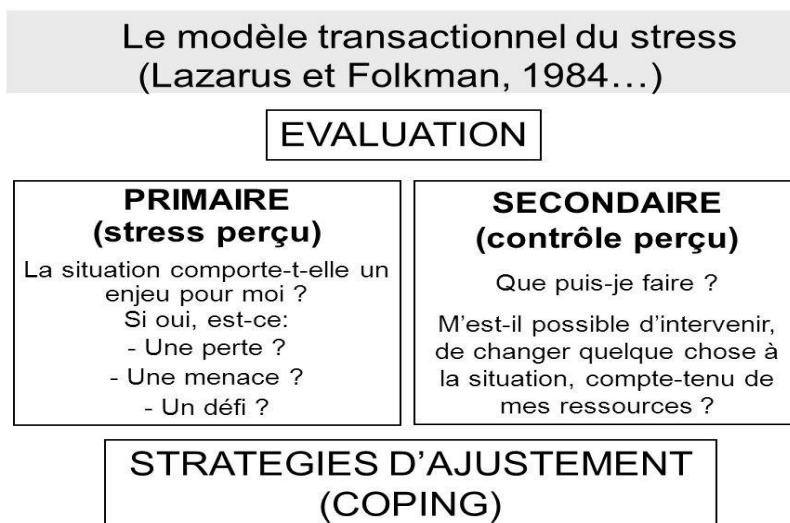 Le modèle transactionnel du stress
(Lazarus et Folkman, 1984…)
EVALUATION
PRIMAIRE
(stress perçu)
La situation comporte-t-elle un
enjeu pour moi ?
Si oui, est-ce:
- Une perte ?
- Une menace ?
- Un défi ?
SECONDAIRE
(contrôle perçu)
Que puis-je faire ?
M’est-il possible d’intervenir,
de changer quelque chose à
la situation, compte-tenu de
mes ressources ?
STRATEGIES D’AJUSTEMENT
(COPING)